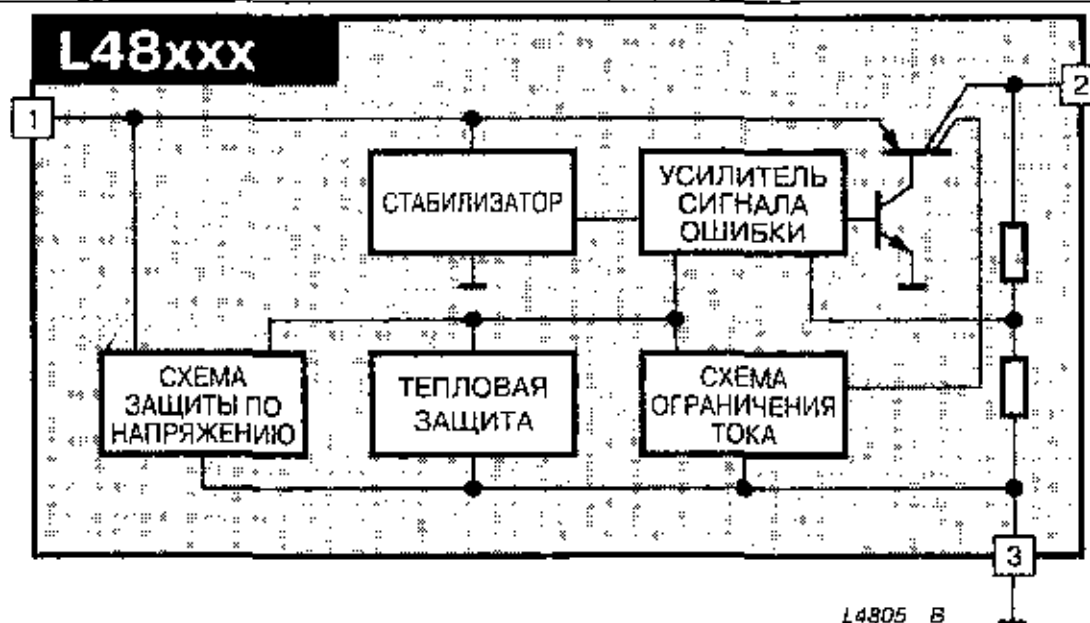 L48xxx
1
2
СТАБИЛИЗАТОР
УСИЛИТЕЛЬ
СИГНАЛА
ОШИБКИ
СХЕМА
ЗАЩИТЫ ПО
НАПРЯЖЕНИЮ
ТЕПЛОВАЯ
ЗАЩИТА
СХЕМА
ОГРАНИЧЕНИЯ
ТОКА
3
L4805 B